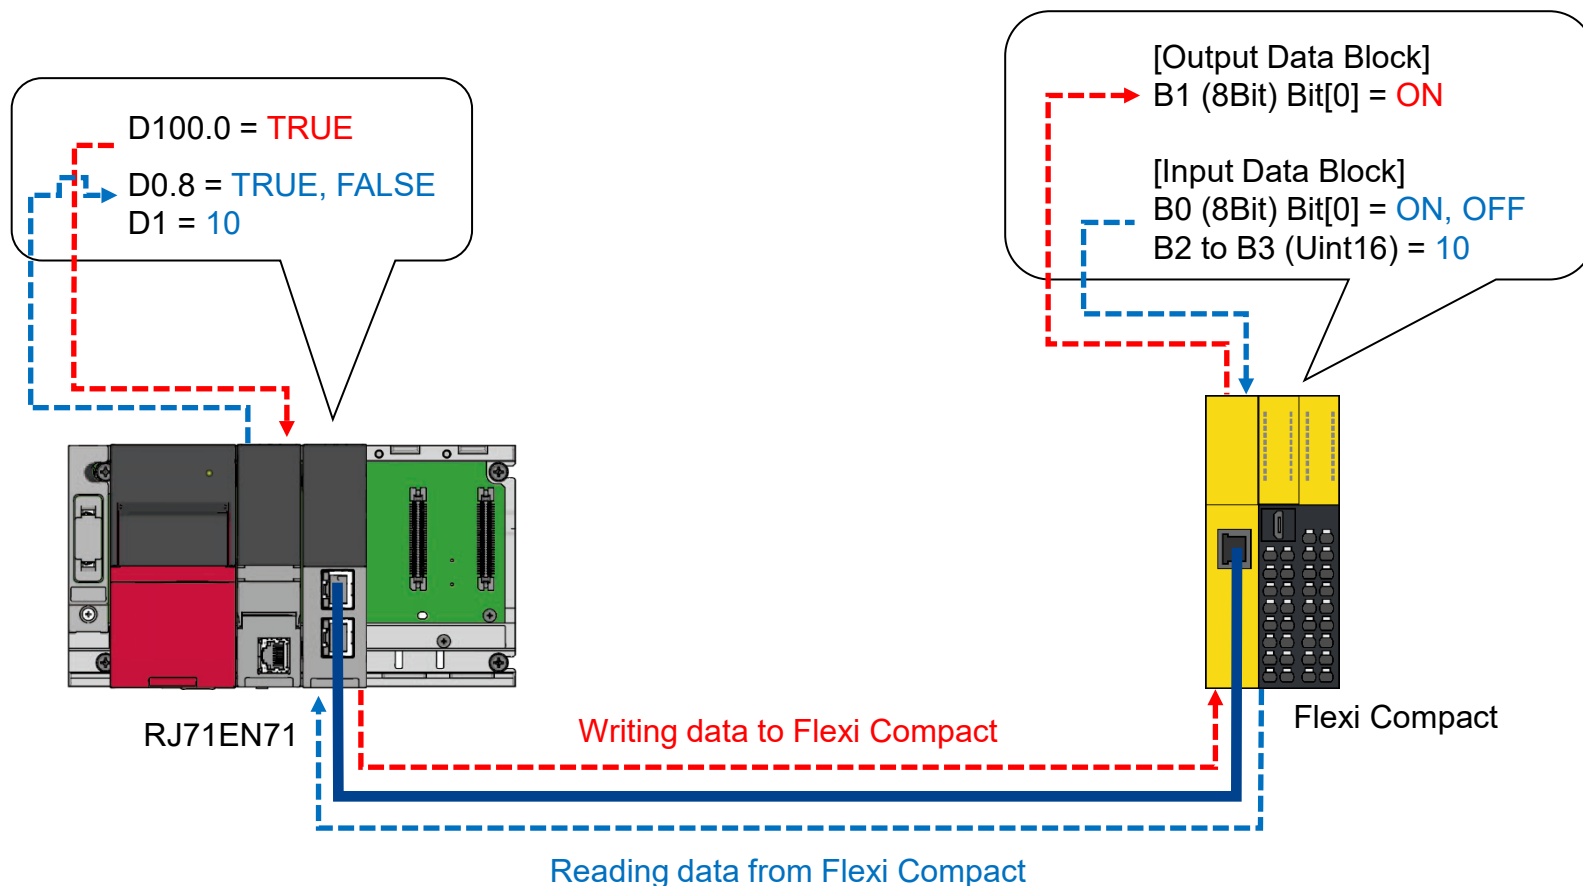 D100.0 = TRUE
D0.8 = TRUE, FALSE
D1 = 10
[Output Data Block]
B1 (8Bit) Bit[0] = ON
[Input Data Block]
B0 (8Bit) Bit[0] = ON, OFF
B2 to B3 (Uint16) = 10
RJ71EN71
Writing data to Flexi Compact
Flexi Compact
Reading data from Flexi Compact